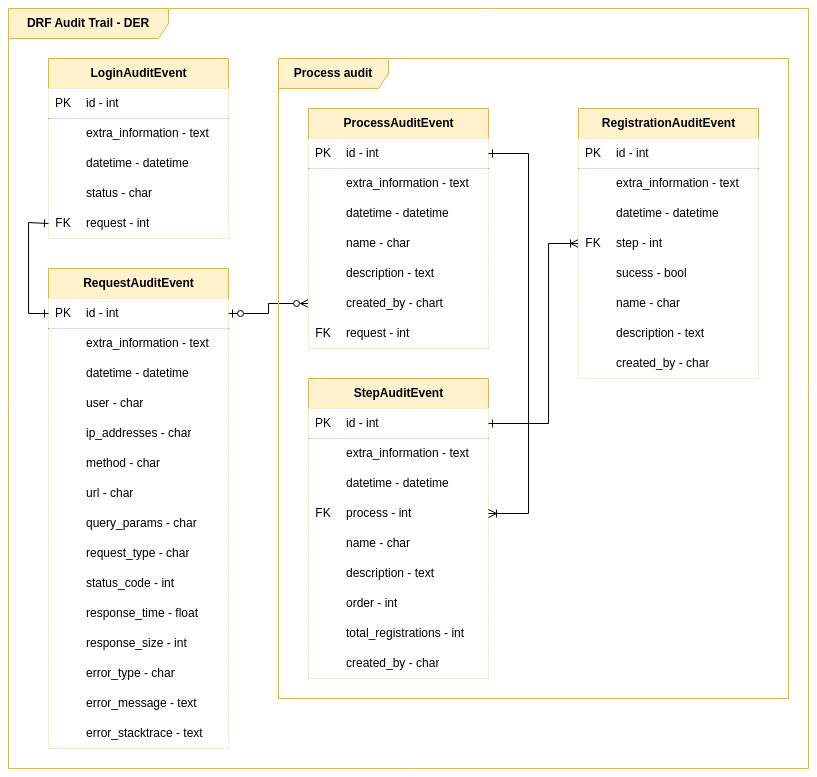 DRF Audit Trail - DER
LoginAuditEvent
PK id - int
extra_information - text
datetime - datetime
status - char
FK request - int
RequestAuditEvent
PK id - int
extra_information - text
datetime - datetime
user - char
ip_addresses - char
method - char
url - char
query_params - char
request_type - char
status_code - int
response_time - float
response_size - int
error_type - char
error_message - text
error_stacktrace - text
Process audit
ProcessAuditEvent
PK id - int
extra_information - text
datetime - datetime
name - char
description - text
created_by - chart
FK request - int
StepAuditEvent
PK id - int
extra_information - text
datetime - datetime
FK process - int
name - char
description - text
order - int
total_registrations - int
created_by - char
RegistrationAuditEvent
PK id - int
extra_information - text
datetime - datetime
FK step - int
sucess - bool
name - char
description - text
created_by - char